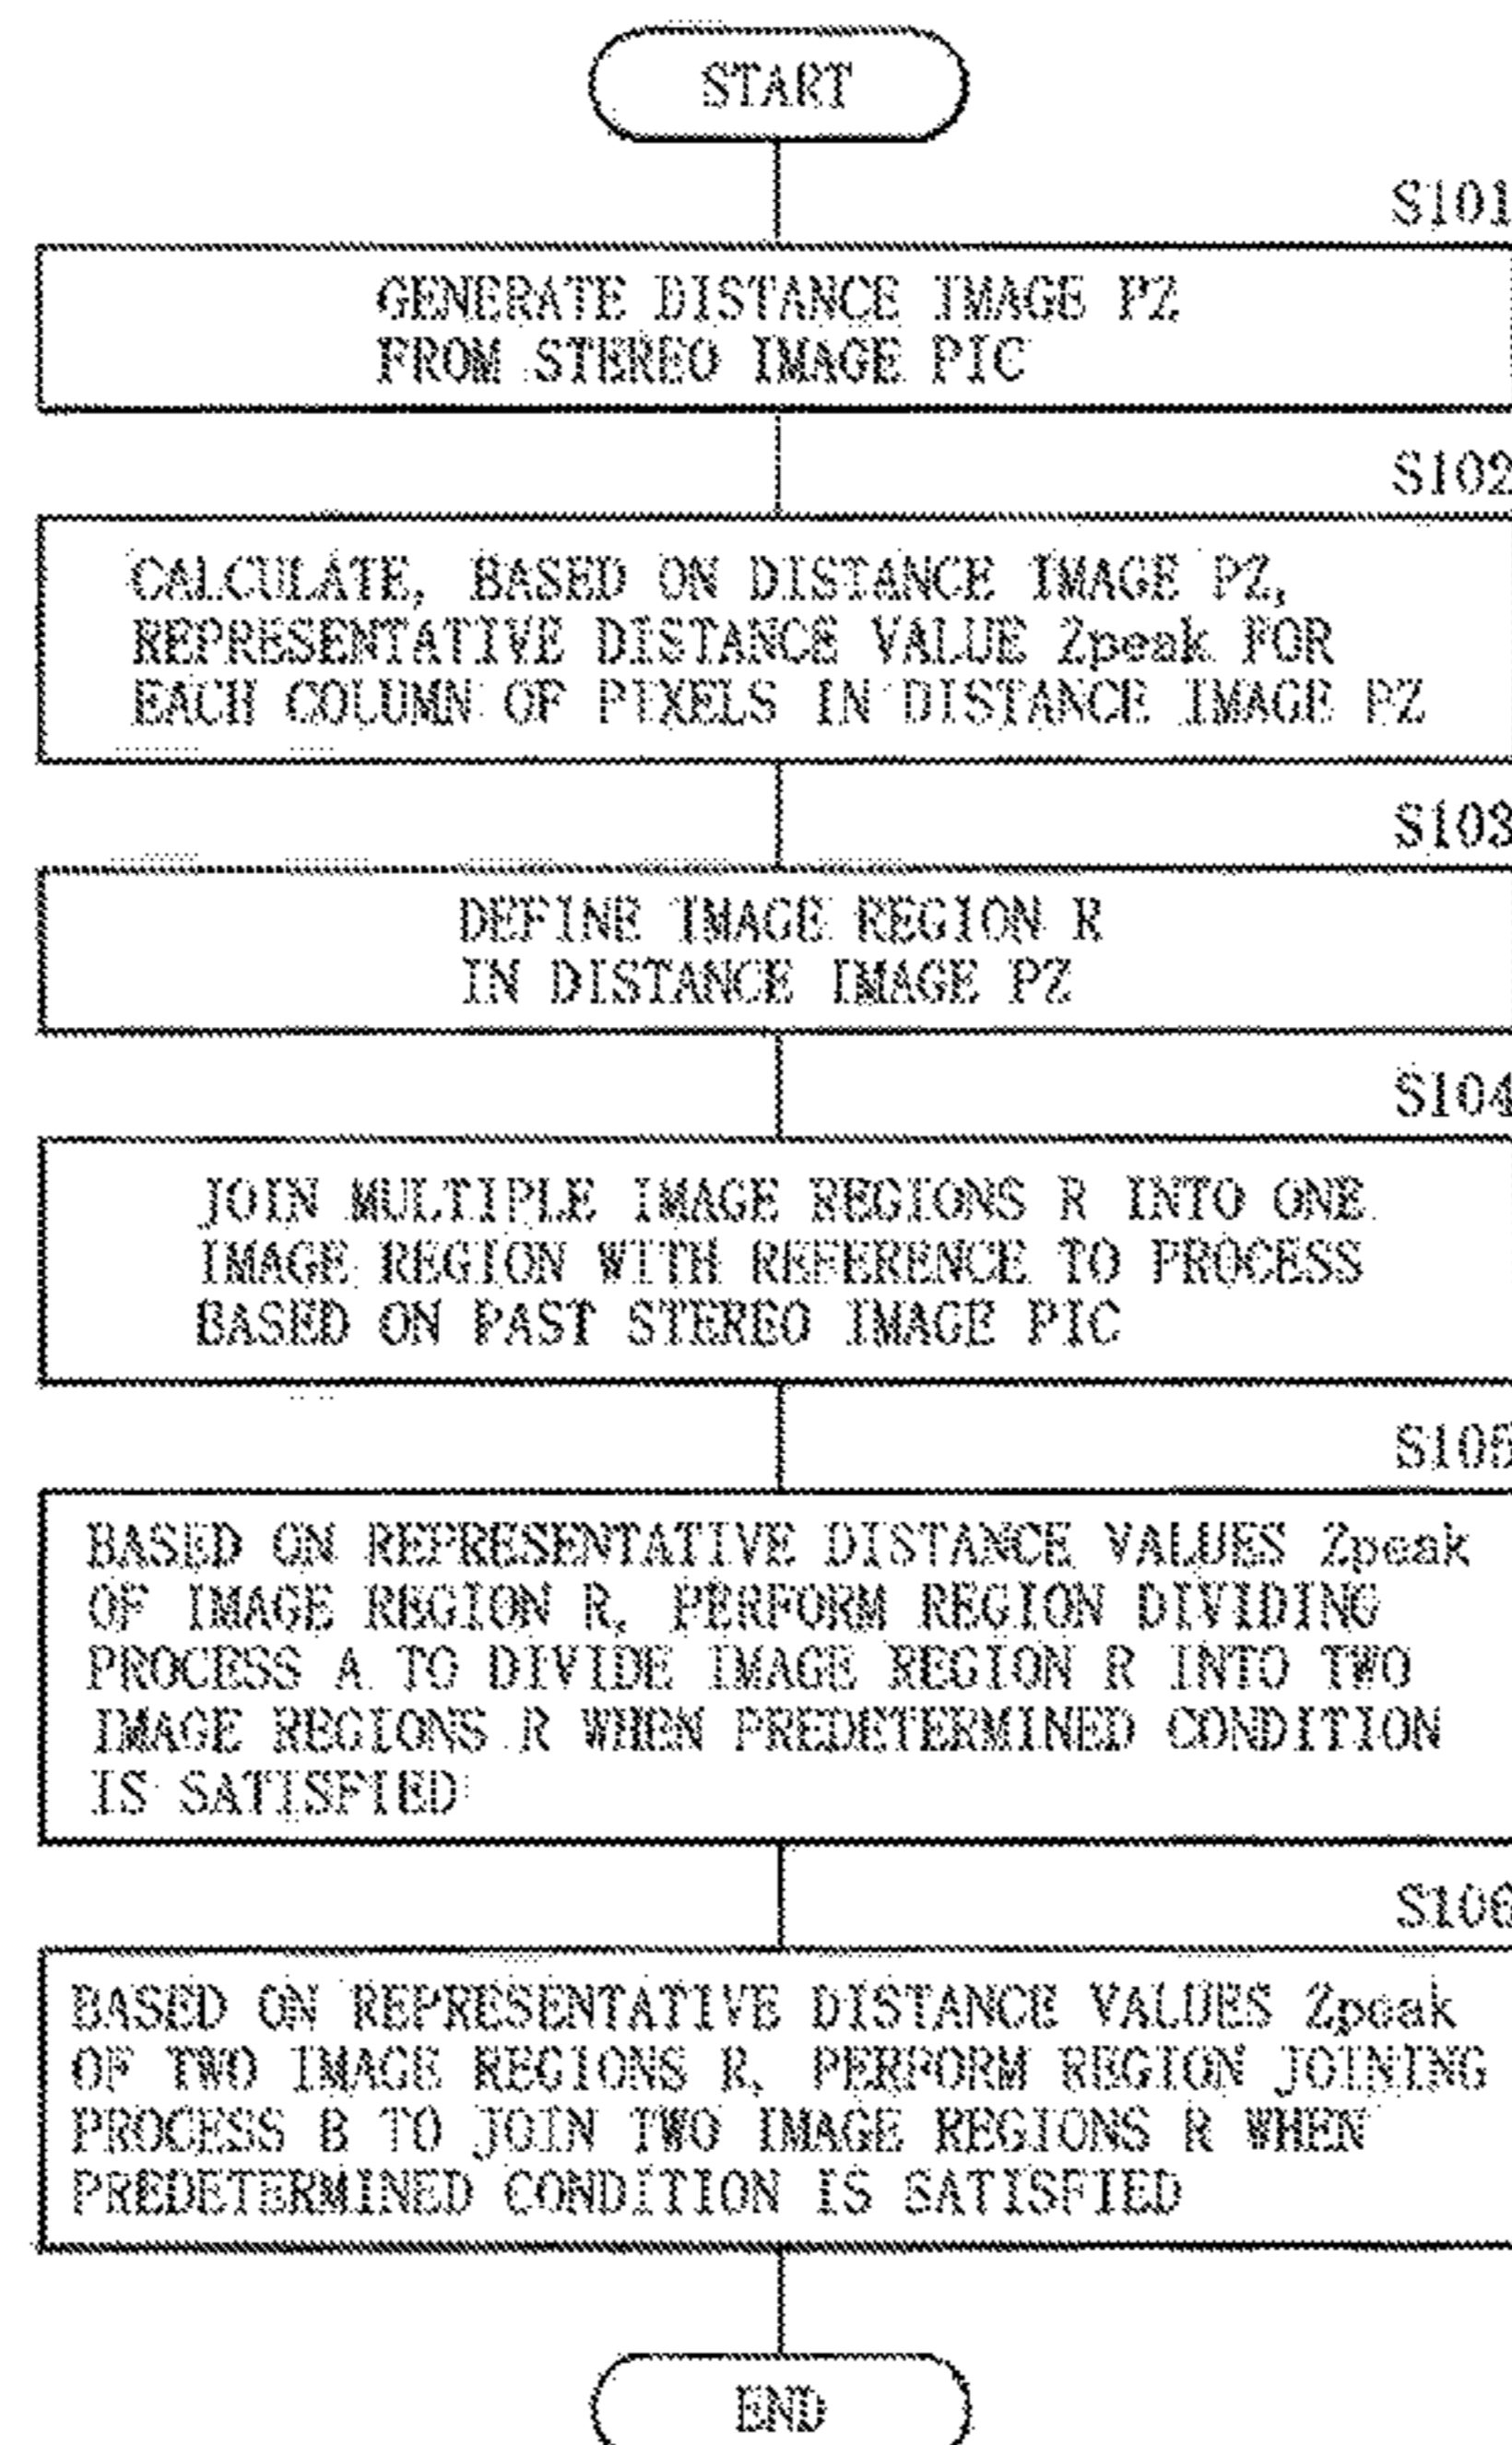 START
S101
GENERATE DISTANCE IMAGE PZ
FROM STEREO IMAGE PIC
S102
CALCULATE, BASED ON DISTANCE IMAGE PZ,
REPRESENTATIVE DISTANCE VALUE Zpeak FOR
EACH COLUMN OF PIXELS IN DISTANCE IMAGE PZ
S103
DEFINE IMAGE REGION R
IN DISTANCE IMAGE PZ
S104
JOIN MULTIPLE IMAGE REGIONS R INTO ONE
IMAGE REGION WITH REFERENCE TO PROCESS
BASED ON PAST STEREO IMAGE PIC
S105
BASED ON REPRESENTATIVE DISTANCE VALUES Zpeak
OF IMAGE REGION R, PERFORM REGION DIVIDING
PROCESS A TO DIVIDE IMAGE REGION R INTO TWO
IMAGE REGIONS R WHEN PREDETERMINED CONDITION
IS SATISFIED
S106
BASED ON REPRESENTATIVE DISTANCE VALUES Zpeak
OF TWO IMAGE REGIONS R, PERFORM REGION JOINING
PROCESS B TO JOIN TWO IMAGE REGIONS R WHEN
PREDETERMINED CONDITION IS SATISFIED
END